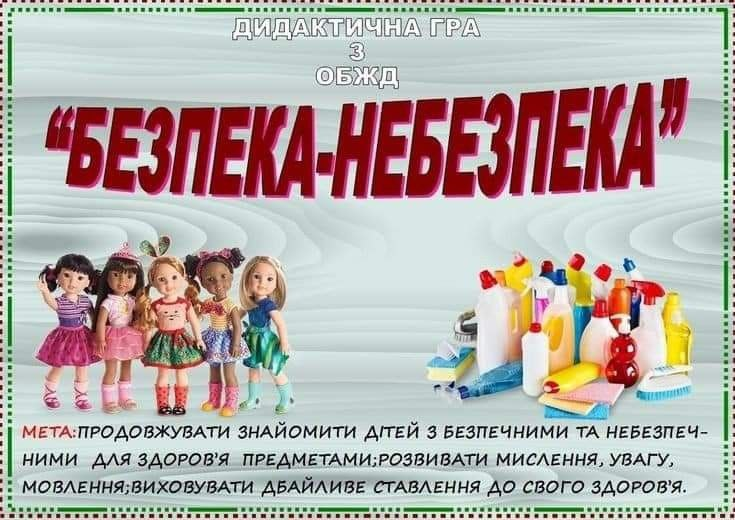 ДИДАКТИЧНА ГРА
З
ОБЖД
“БЕЗПЕКА-НЕБЕЗПЕКА”
МЕТА:ПРОДОВЖУВАТИ ЗНАЙОМИТИ ДІТЕЙ З БЕЗПЕЧНИМИ ТА НЕБЕЗПЕЧ-
НИМИ ДЛЯ ЗДОРОВ'Я ПРЕДМЕТАМИ;РОЗВИВАТИ МИСЛЕННЯ, УВАГУ,
МОВЛЕННЯ;ВИХОВУВАТИ ДБАЙЛИВЕ СТАВЛЕННЯ ДО СВОГО ЗДОРОВ'Я.